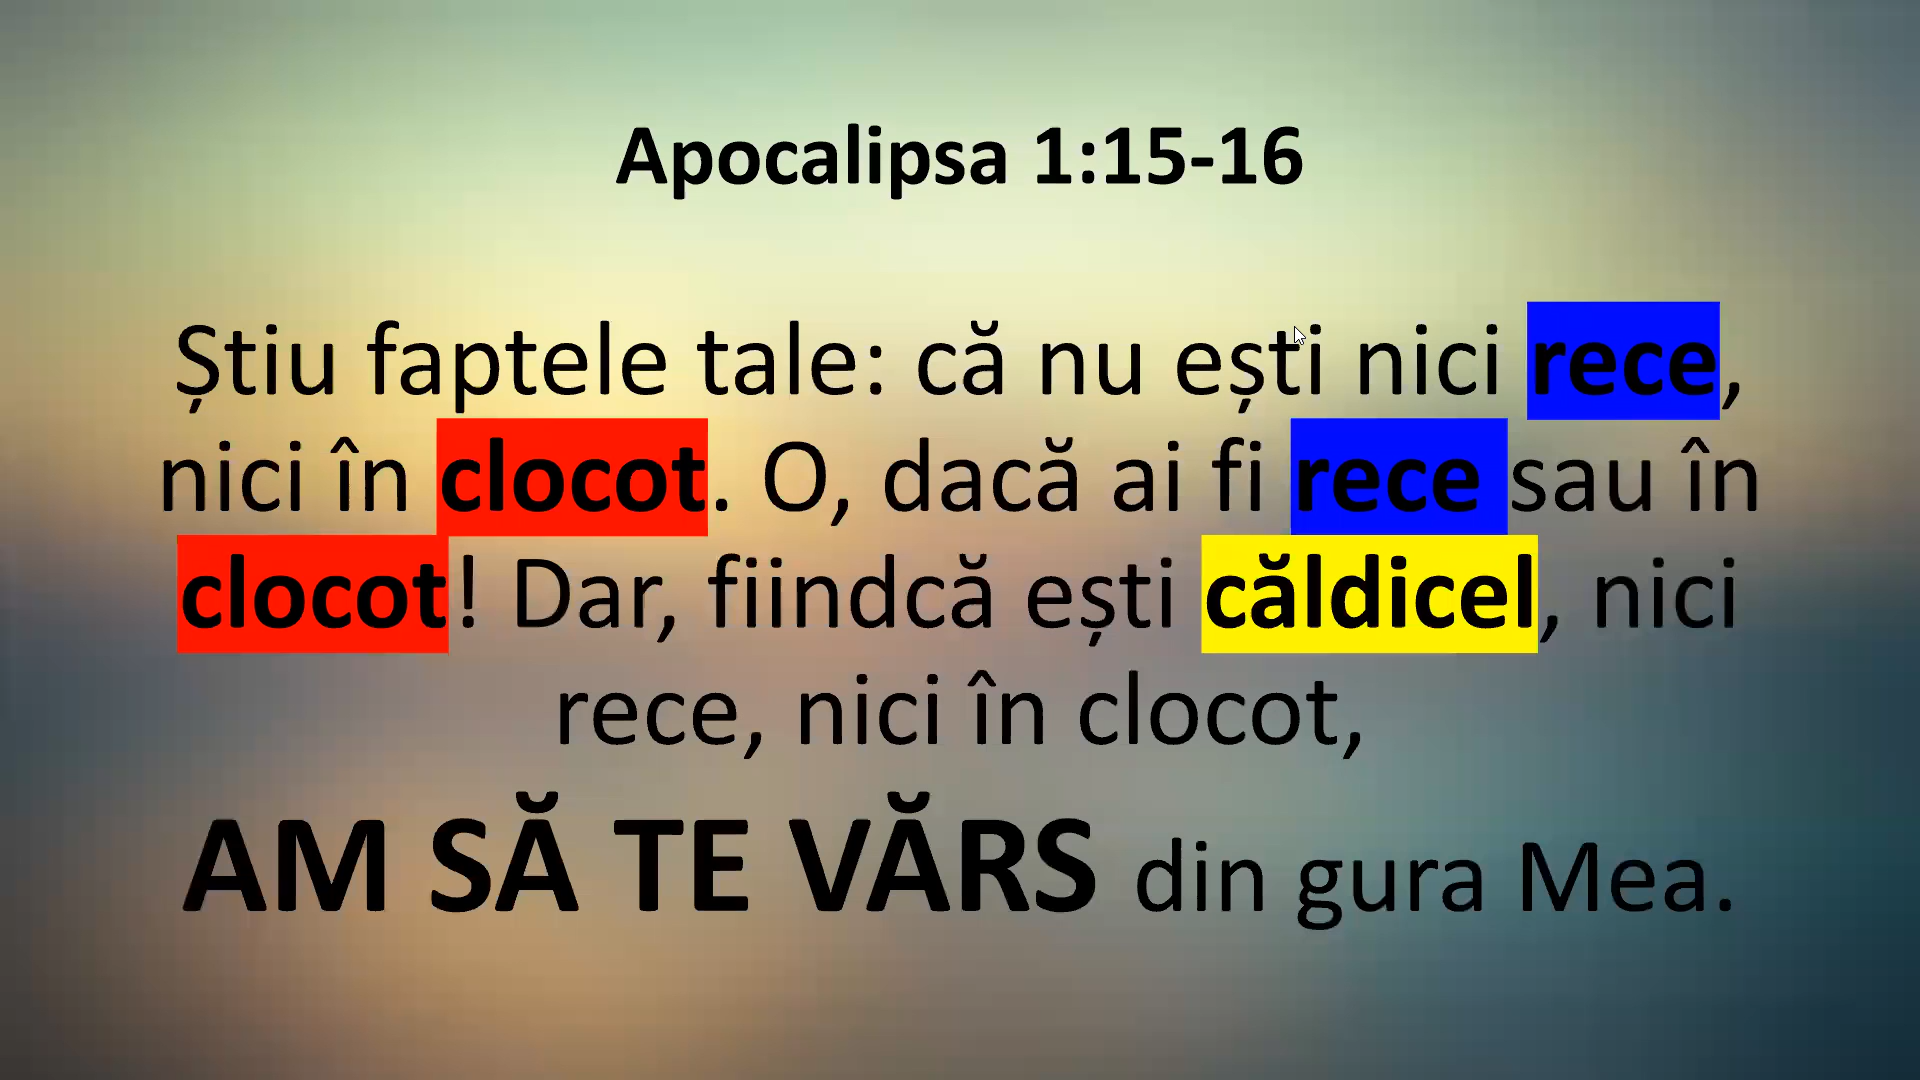 Apocalipsa 1:15-16
Știu faptele tale: că nu ești nici rece,
nici în clocot. O, dacă ai fi rece sau în
clocot! Dar, fiindcă ești căldicel, nici
rece, nici în clocot,
AM SĂ TE VĂRS din gura Mea.